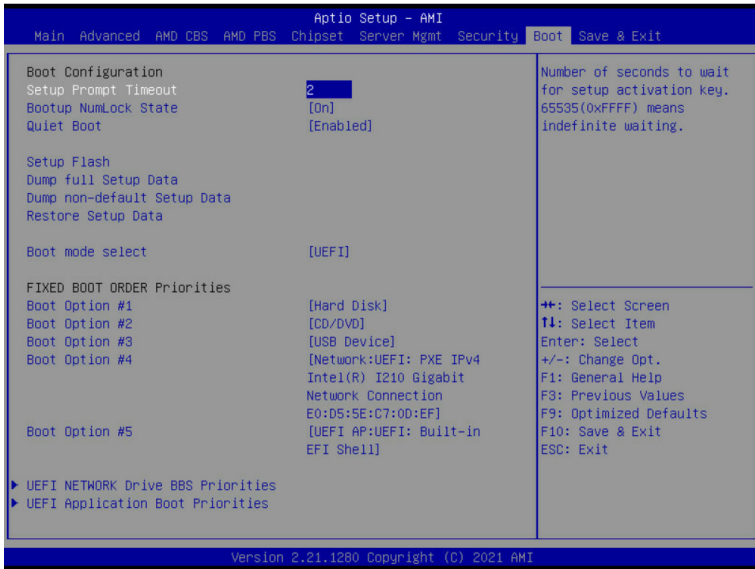 Aptio Setup - AMI
Main Advanced AMD CBS AMD PBS Chipset Server Mgmt Security Boot Save & Exit
Boot Configuration
Setup Prompt Timeout 2
Bootup NumLock State [On]
Quiet Boot [Enabled]
Setup Flash
Dump full Setup Data
Dump non-default Setup Data
Restore Setup Data
Boot mode select [UEFI]
FIXED BOOT ORDER Priorities
Boot Option #1 [Hard Disk]
Boot Option #2 [CD/DVD]
Boot Option #3 [USB Device]
Boot Option #4 [Network:UEFI: PXE IPv4
Intel(R) I210 Gigabit
Network Connection
E0:D5:5E:C7:0D:EF]
Boot Option #5 [UEFI AP:UEFI: Built-in
EFI Shell]
UEFI NETWORK Drive BBS Priorities
UEFI Application Boot Priorities
Number of seconds to wait
for setup activation key.
65535(0xFFFF) means
indefinite waiting.
→←: Select Screen
↑↓: Select Item
Enter: Select
+/-: Change Opt.
F1: General Help
F3: Previous Values
F9: Optimized Defaults
F10: Save & Exit
ESC: Exit
Version 2.21.1280 Copyright (C) 2021 AMI